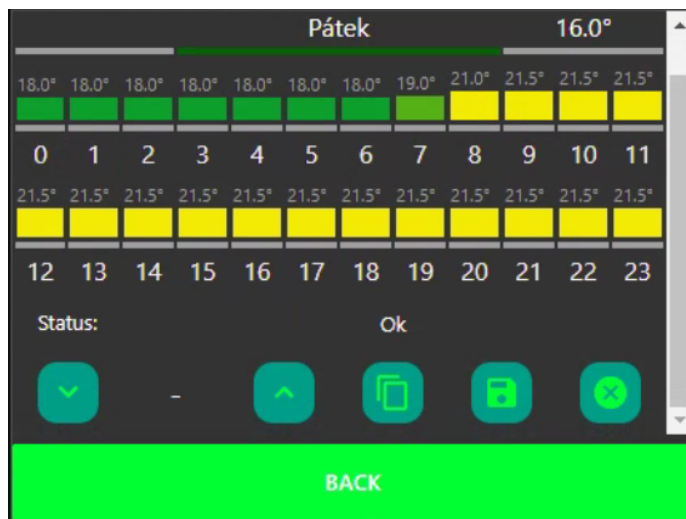 Pátek 16.0°
18.0° 18.0° 18.0° 18.0° 18.0° 18.0° 18.0° 19.0° 21.0° 21.5° 21.5° 21.5°
0 1 2 3 4 5 6 7 8 9 10 11
21.5° 21.5° 21.5° 21.5° 21.5° 21.5° 21.5° 21.5° 21.5° 21.5° 21.5° 21.5°
12 13 14 15 16 17 18 19 20 21 22 23
Status: Ok
-
BACK